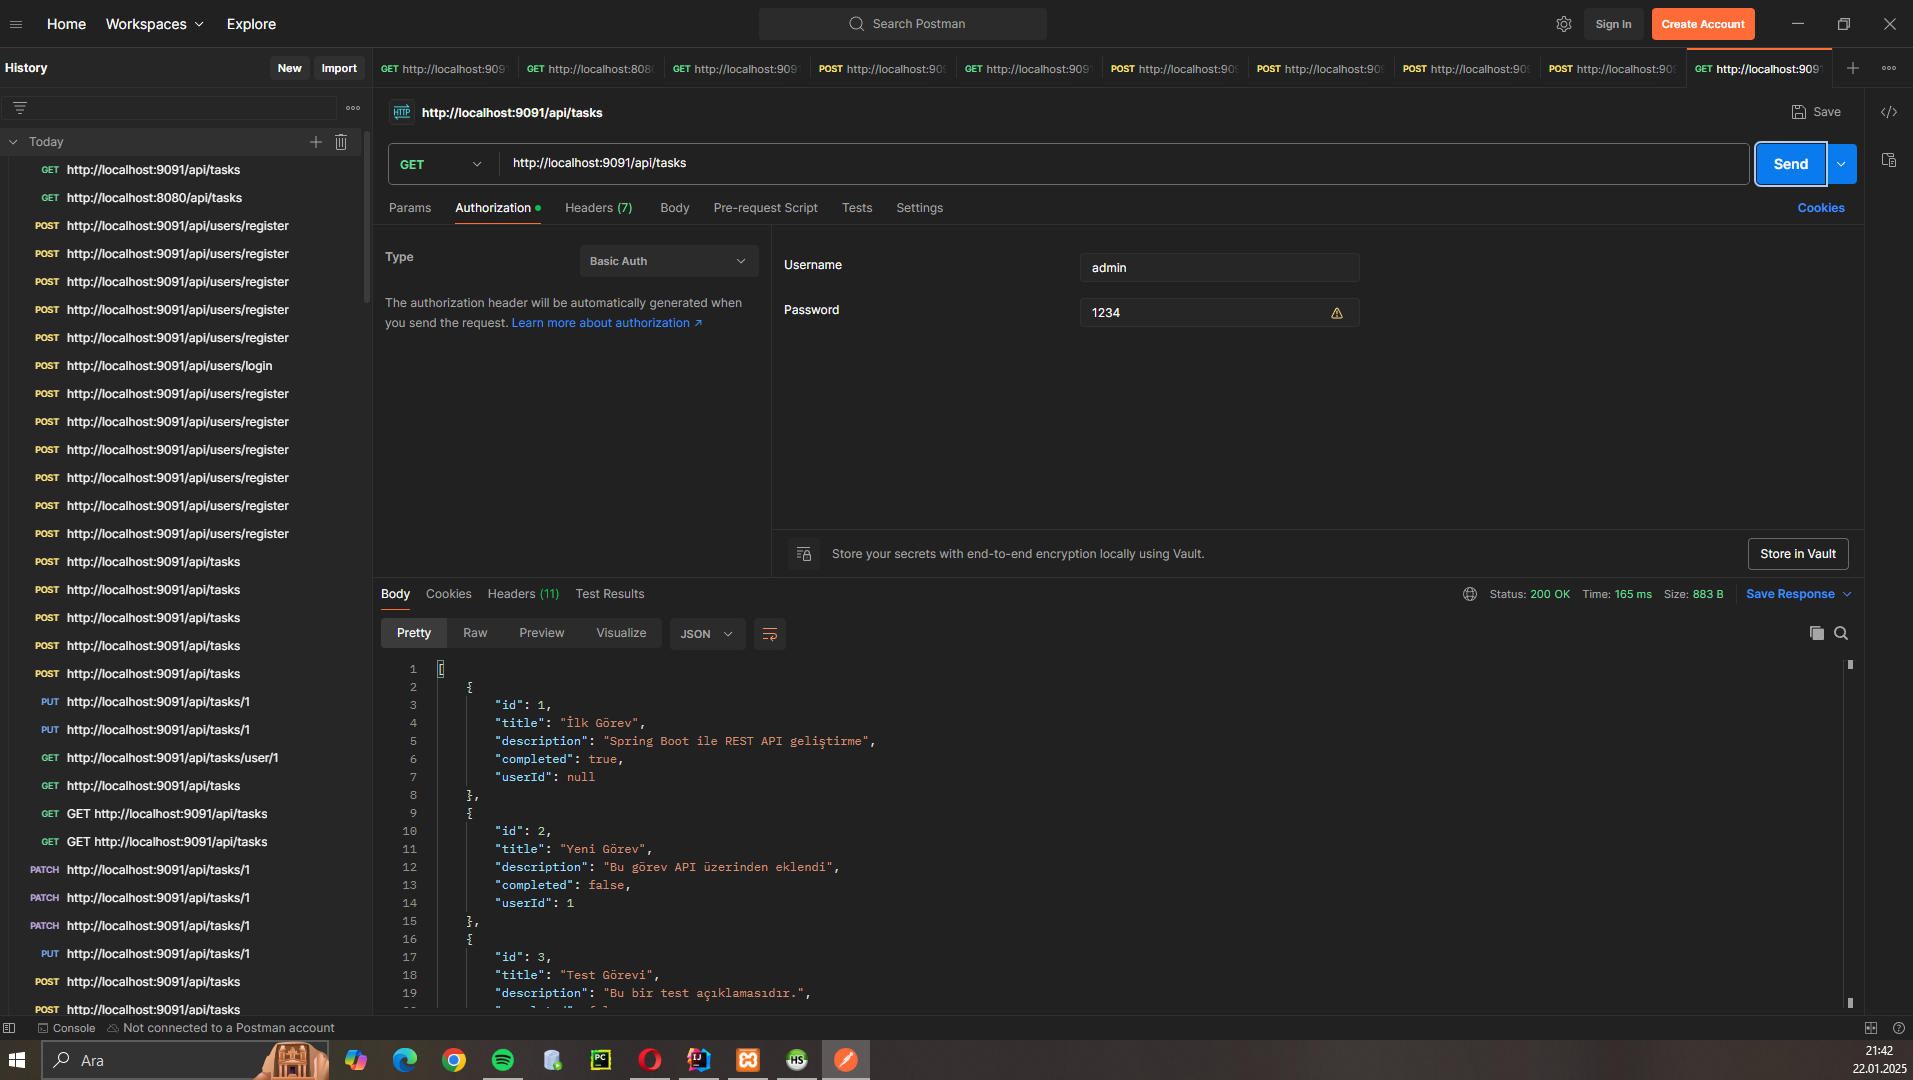 Home Workspaces Explore
Search Postman
Sign In Create Account
History New Import
GET http://localhost:909
GET http://localhost:808
GET http://localhost:909
POST http://localhost:90
GET http://localhost:909
POST http://localhost:90
POST http://localhost:90
POST http://localhost:90
POST http://localhost:90
GET http://localhost:909
HTTP http://localhost:9091/api/tasks
Save
Today
GET http://localhost:9091/api/tasks
GET http://localhost:8080/api/tasks
POST http://localhost:9091/api/users/register
POST http://localhost:9091/api/users/register
POST http://localhost:9091/api/users/register
POST http://localhost:9091/api/users/register
POST http://localhost:9091/api/users/register
POST http://localhost:9091/api/users/login
POST http://localhost:9091/api/users/register
POST http://localhost:9091/api/users/register
POST http://localhost:9091/api/users/register
POST http://localhost:9091/api/users/register
POST http://localhost:9091/api/users/register
POST http://localhost:9091/api/users/register
POST http://localhost:9091/api/tasks
POST http://localhost:9091/api/tasks
POST http://localhost:9091/api/tasks
POST http://localhost:9091/api/tasks
POST http://localhost:9091/api/tasks
PUT http://localhost:9091/api/tasks/1
PUT http://localhost:9091/api/tasks/1
GET http://localhost:9091/api/tasks/user/1
GET http://localhost:9091/api/tasks
GET GET http://localhost:9091/api/tasks
GET GET http://localhost:9091/api/tasks
PATCH http://localhost:9091/api/tasks/1
PATCH http://localhost:9091/api/tasks/1
PATCH http://localhost:9091/api/tasks/1
PUT http://localhost:9091/api/tasks/1
POST http://localhost:9091/api/tasks
POST http://localhost:9091/api/tasks
GET http://localhost:9091/api/tasks Send
Params Authorization Headers (7) Body Pre-request Script Tests Settings Cookies
Type Basic Auth
The authorization header will be automatically generated when
you send the request. Learn more about authorization ↗
Username admin
Password 1234
Store your secrets with end-to-end encryption locally using Vault. Store in Vault
Body Cookies Headers (11) Test Results Status: 200 OK Time: 165 ms Size: 883 B Save Response
Pretty Raw Preview Visualize JSON
1 [
2 {
3 "id": 1,
4 "title": "İlk Görev",
5 "description": "Spring Boot ile REST API geliştirme",
6 "completed": true,
7 "userId": null
8 },
9 {
10 "id": 2,
11 "title": "Yeni Görev",
12 "description": "Bu görev API üzerinden eklendi",
13 "completed": false,
14 "userId": 1
15 },
16 {
17 "id": 3,
18 "title": "Test Görevi",
19 "description": "Bu bir test açıklamasıdır.",
Console Not connected to a Postman account
Ara
PC
IJ
HS
21:42
22.01.2025